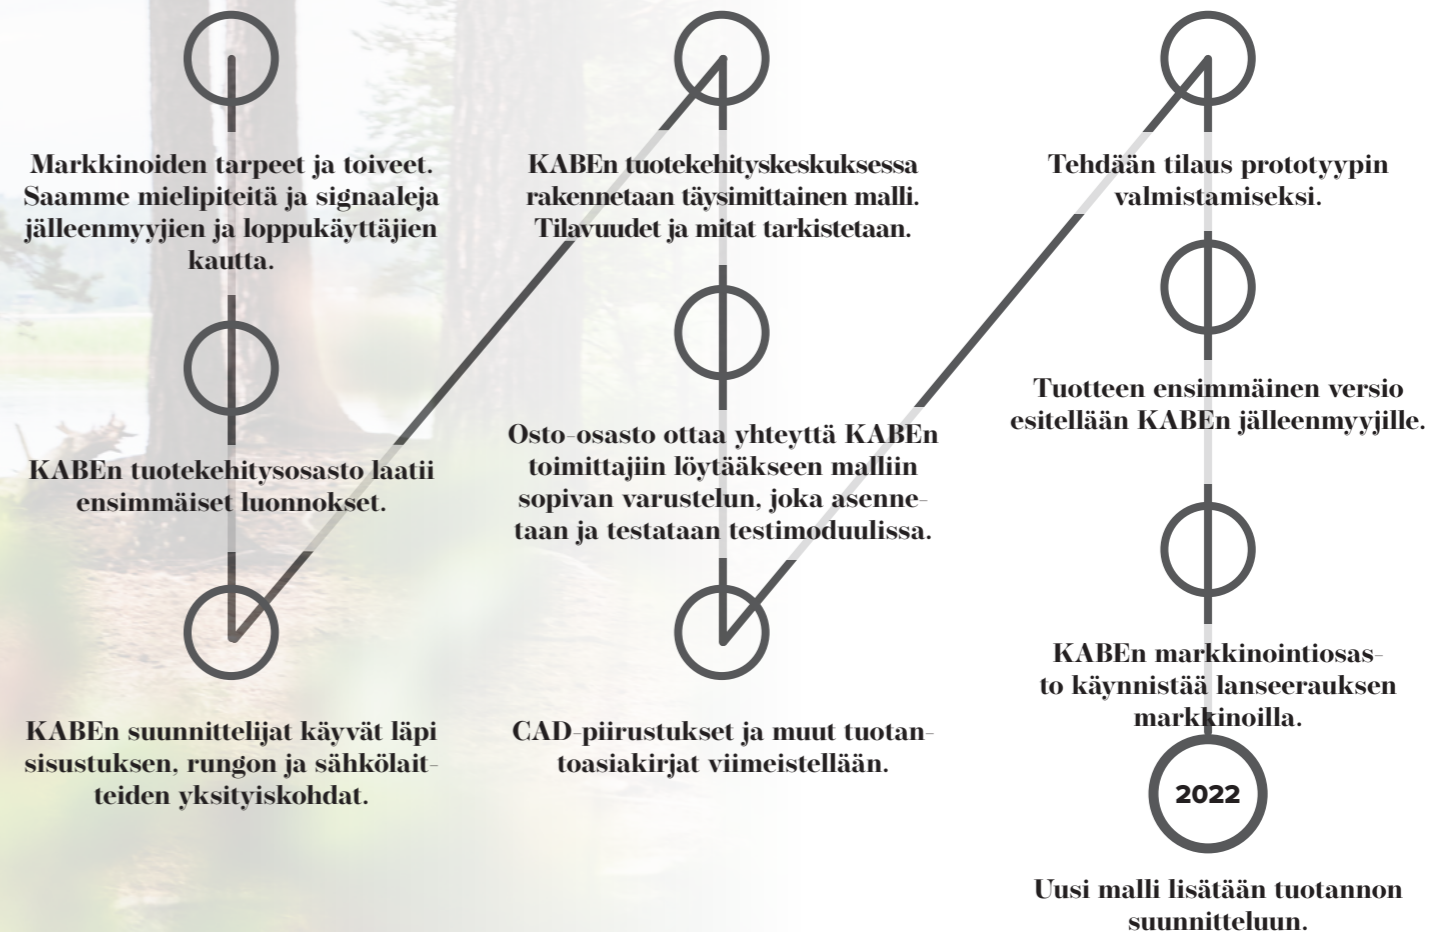 Markkinoiden tarpeet ja toiveet.
Saamme mielipiteitä ja signaaleja
jälleenmyyjien ja loppukäyttäjien
kautta.
KABEn tuotekehitysosasto laatii
ensimmäiset luonnokset.
KABEn suunnittelijat käyvät läpi
sisustuksen, rungon ja sähkölait-
teiden yksityiskohdat.
KABEn tuotekehityskeskuksessa
rakennetaan täysimittainen malli.
Tilavuudet ja mitat tarkistetaan.
Osto-osasto ottaa yhteyttä KABEn
toimittajiin löytääkseen malliin
sopivan varustelun, joka asenne-
taan ja testataan testimoduulissa.
CAD-piirustukset ja muut tuotan-
toasiakirjat viimeistellään.
Tehdään tilaus prototyypin
valmistamiseksi.
Tuotteen ensimmäinen versio
esitellään KABEn jälleenmyyjille.
KABEn markkinointiosas-
to käynnistää lanseerauksen
markkinoilla.
2022
Uusi malli lisätään tuotannon
suunnitteluun.